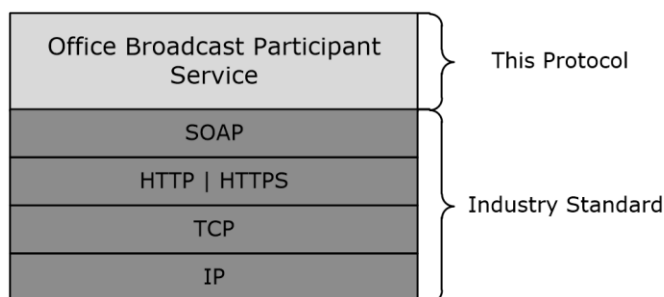 Office Broadcast Participant
Service
This Protocol
SOAP
HTTP | HTTPS
TCP
IP
Industry Standard